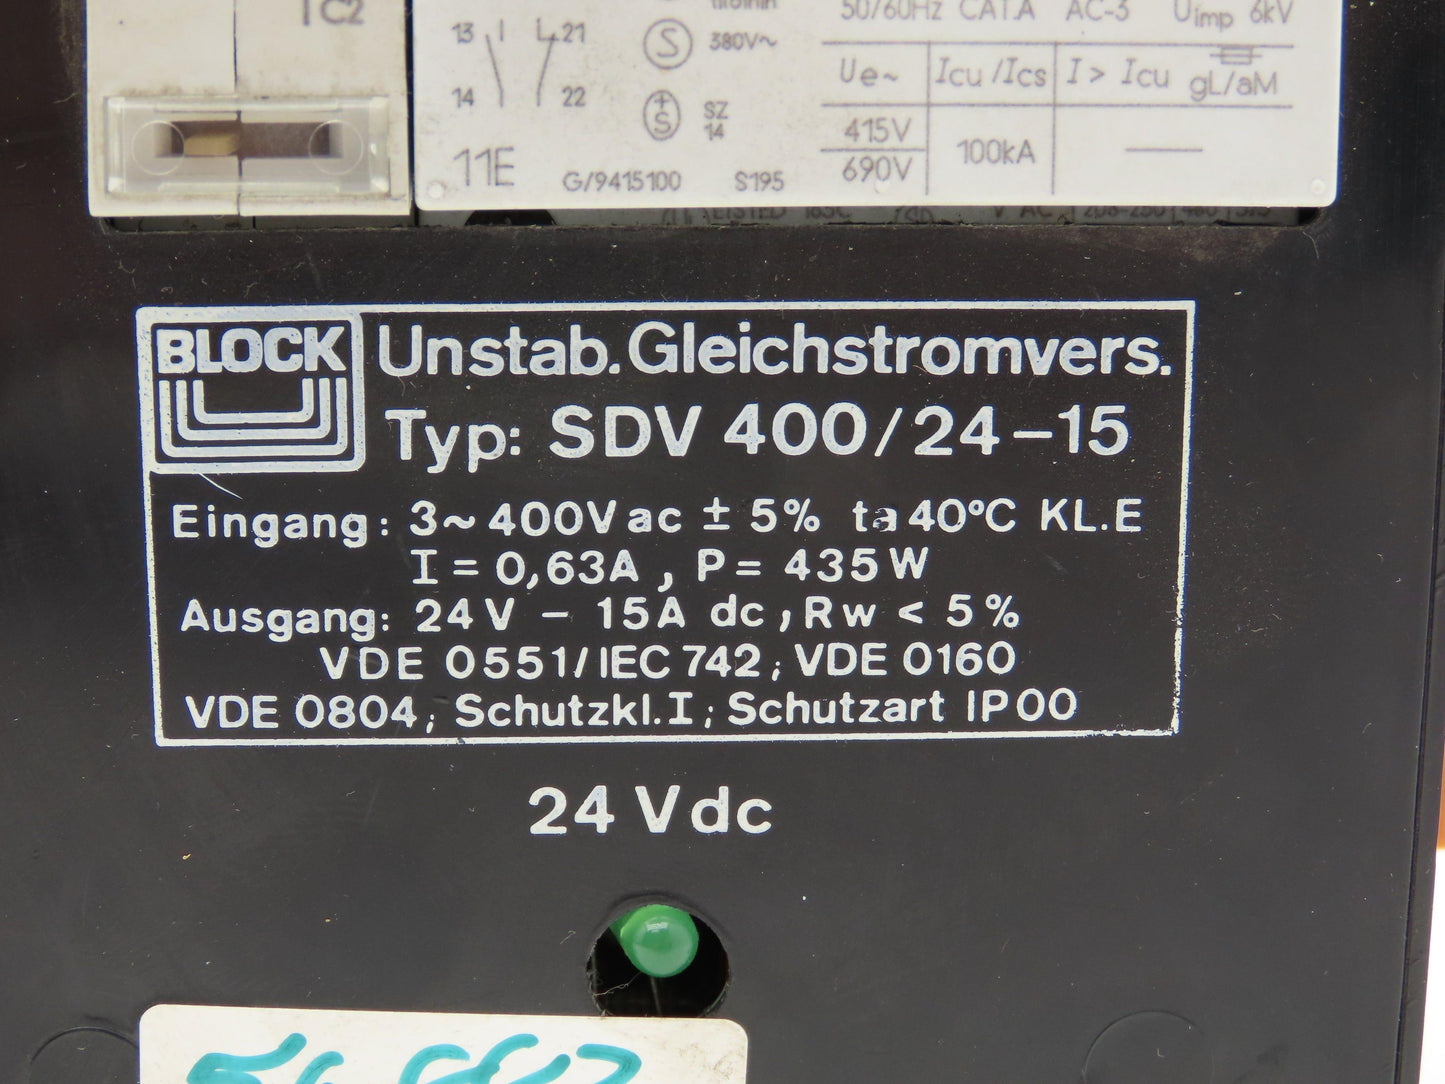 TC2
50/60Hz CAT.A AC-3 Uimp 6kV
13 21
S 380V~
Ue~ Icu/Ics I> Icu gL/aM
14 22
+ S SZ 14
415V 100kA —
690V
11E G/9415100 S195
BLOCK
Unstab. Gleichstromvers.
Typ: SDV 400/24-15
Eingang: 3~400Vac ± 5% ta 40°C KL.E
I = 0,63A, P = 435W
Ausgang: 24V - 15A dc, Rw < 5%
VDE 0551/IEC 742; VDE 0160
VDE 0804; Schutzkl.I; Schutzart IP00
24 Vdc